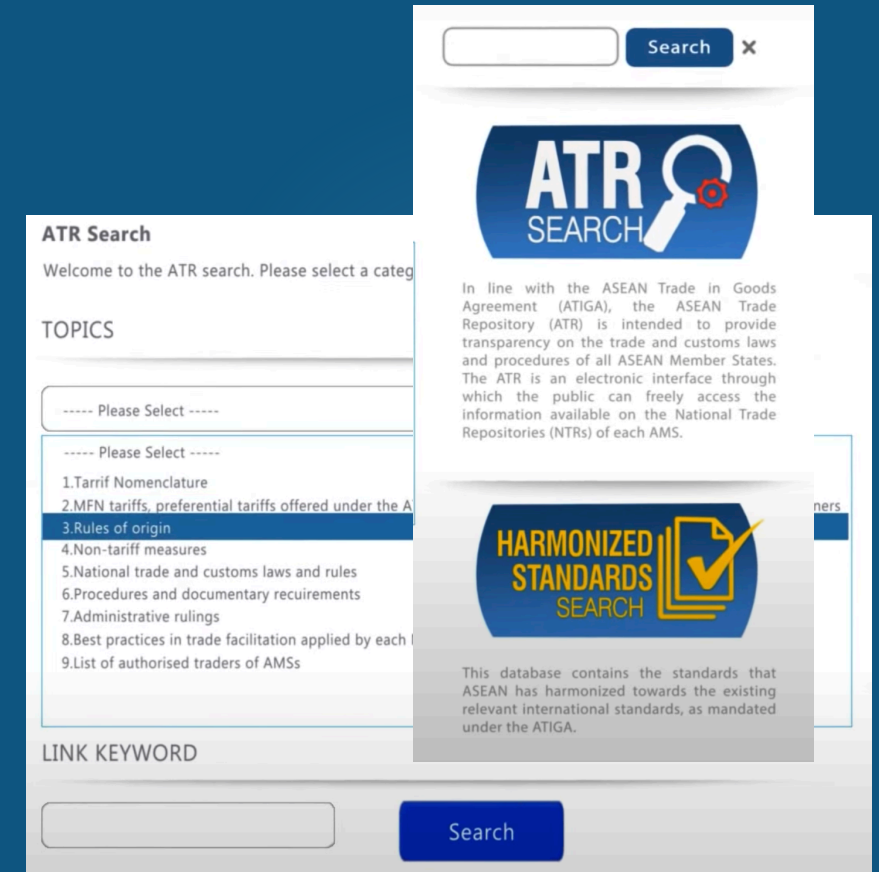 Search
ATR
SEARCH
In line with the ASEAN Trade in Goods
Agreement (ATIGA), the ASEAN Trade
Repository (ATR) is intended to provide
transparency on the trade and customs laws
and procedures of all ASEAN Member States.
The ATR is an electronic interface through
which the public can freely access the
information available on the National Trade
Repositories (NTRs) of each AMS.
HARMONIZED
STANDARDS
SEARCH
This database contains the standards that
ASEAN has harmonized towards the existing
relevant international standards, as mandated
under the ATIGA.
ATR Search
Welcome to the ATR search. Please select a categ
TOPICS
----- Please Select -----
----- Please Select -----
1.Tarrif Nomenclature
2.MFN tariffs, preferential tariffs offered under the A
ners
3.Rules of origin
4.Non-tariff measures
5.National trade and customs laws and rules
6.Procedures and documentary recuirements
7.Administrative rulings
8.Best practices in trade facilitation applied by each
9.List of authorised traders of AMSs
LINK KEYWORD
Search